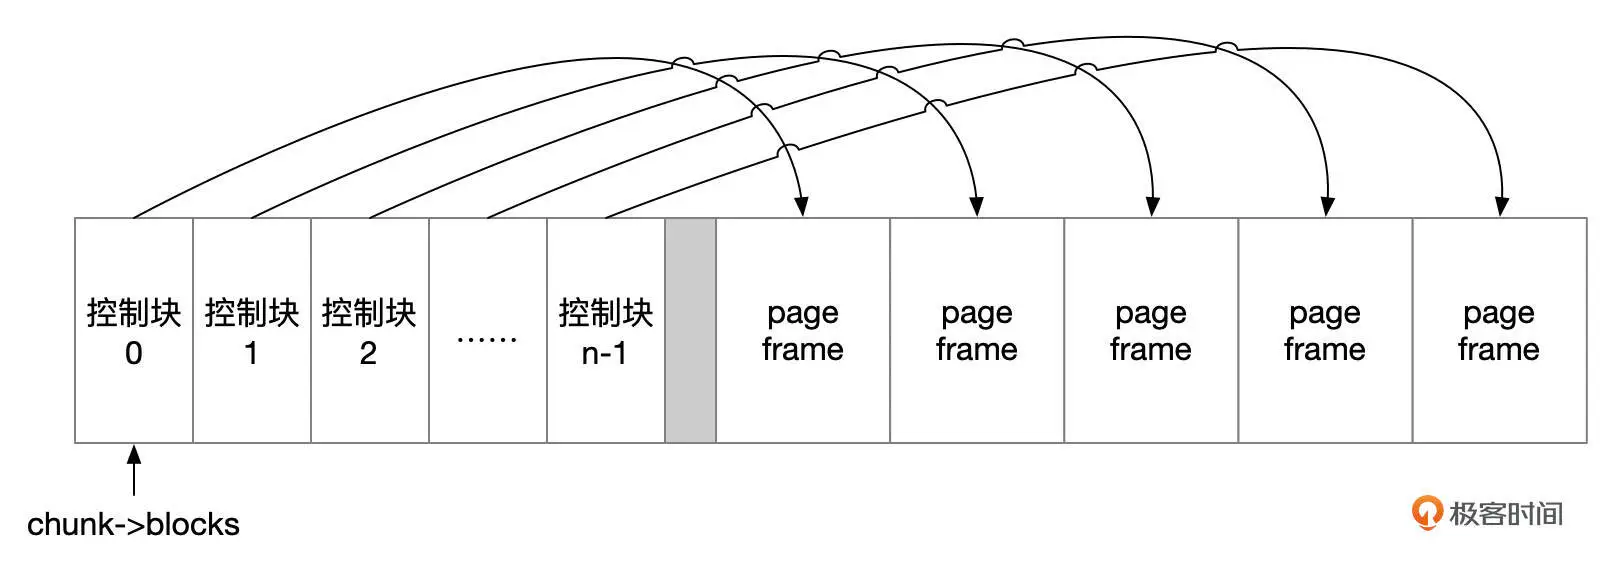 控制块
0
控制块
1
控制块
2
……
控制块
n-1
page
frame
page
frame
page
frame
page
frame
page
frame
chunk->blocks
极客时间